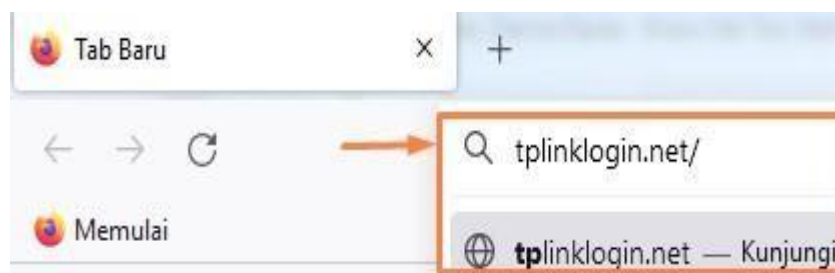 Tab Baru
tplinklogin.net/
Memulai
tplinklogin.net — Kunjungi